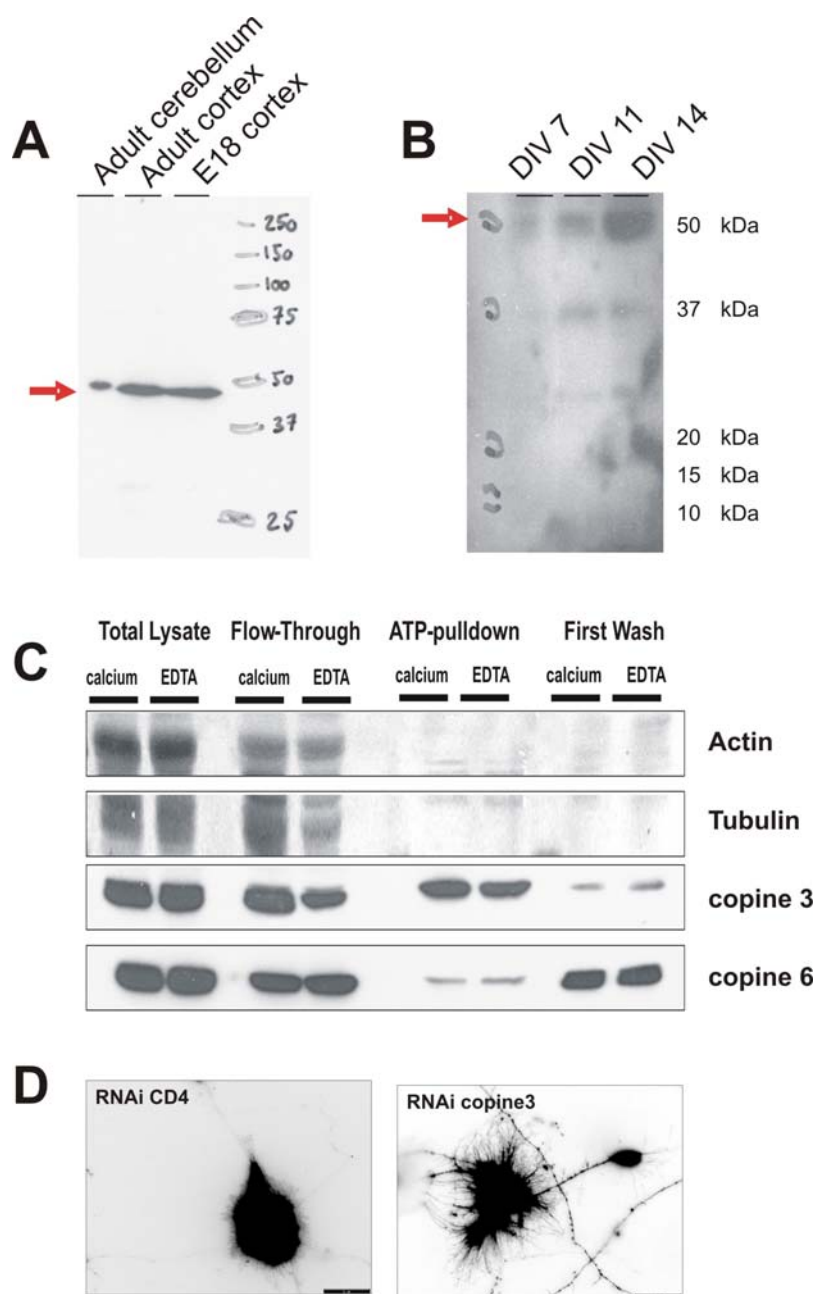 A
Adult cerebellum
Adult cortex
E18 cortex
250
150
100
75
50
37
25
B
DIV 7
DIV 11
DIV 14
50 kDa
37 kDa
20 kDa
15 kDa
10 kDa
C
Total Lysate Flow-Through ATP-pulldown First Wash
calcium EDTA calcium EDTA calcium EDTA calcium EDTA
Actin
Tubulin
copine 3
copine 6
D
RNAi CD4
RNAi copine3